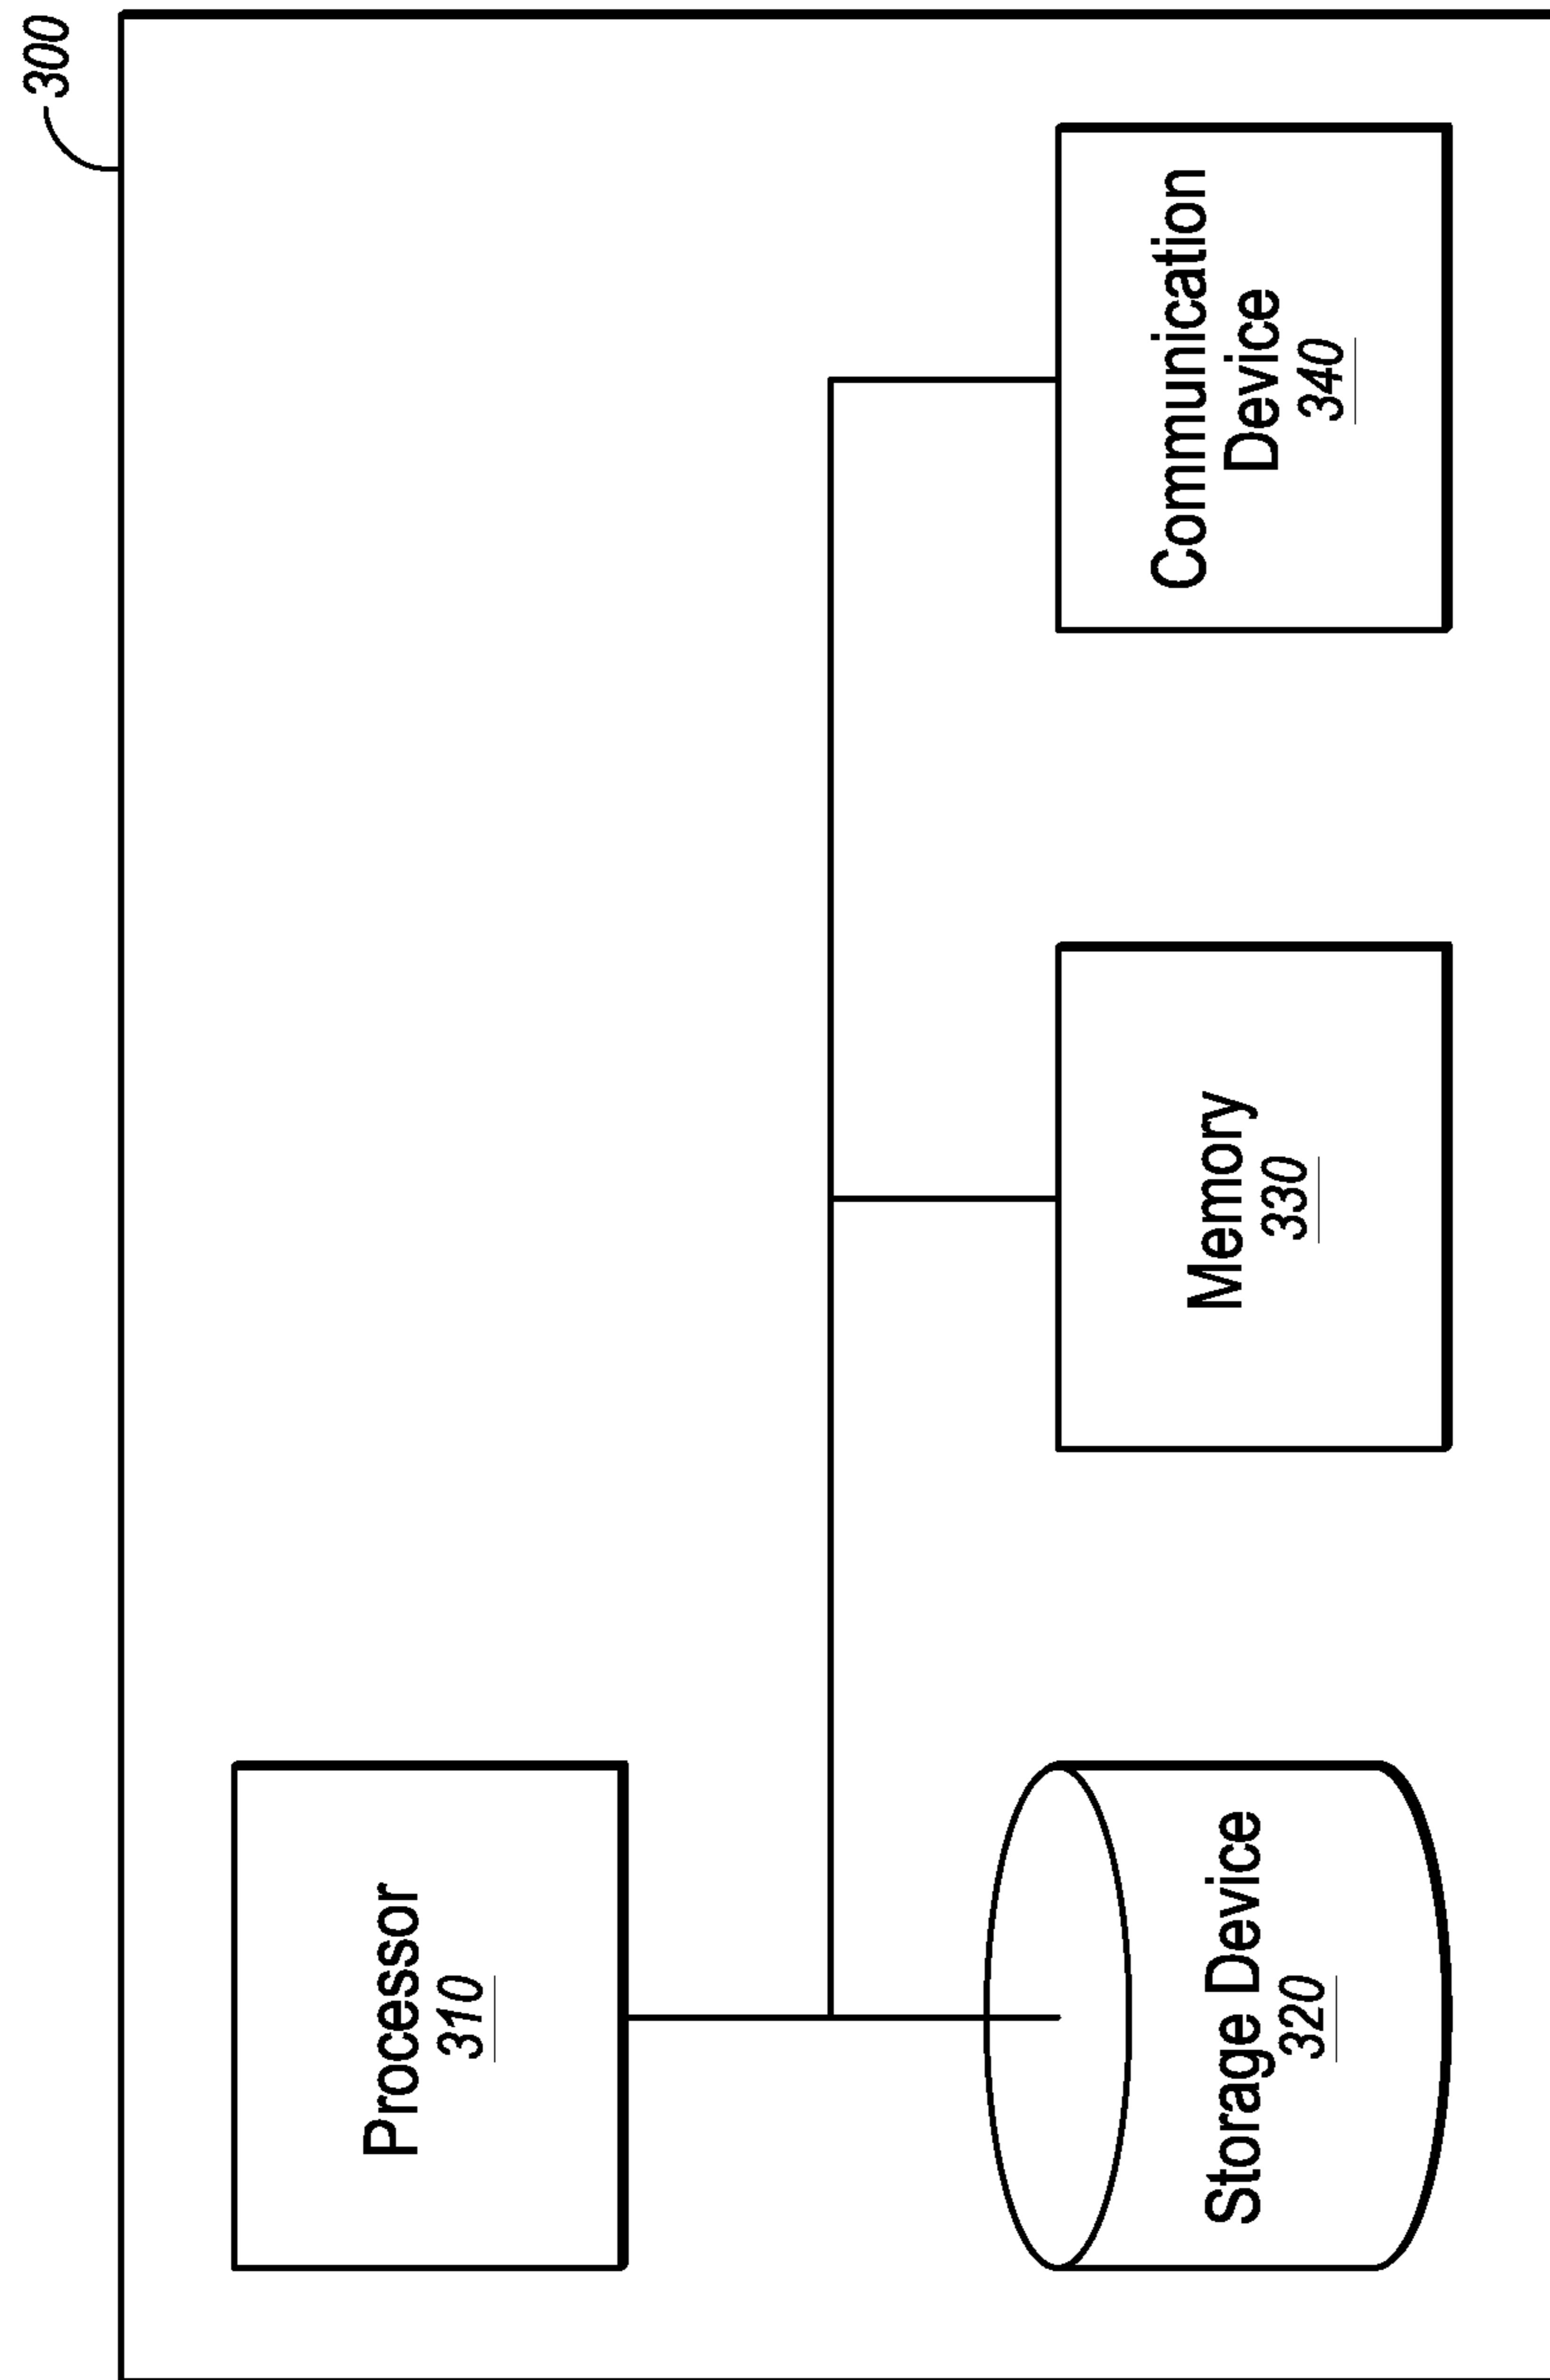 300
Processor
310
Storage Device
320
Memory
330
Communication
Device
340